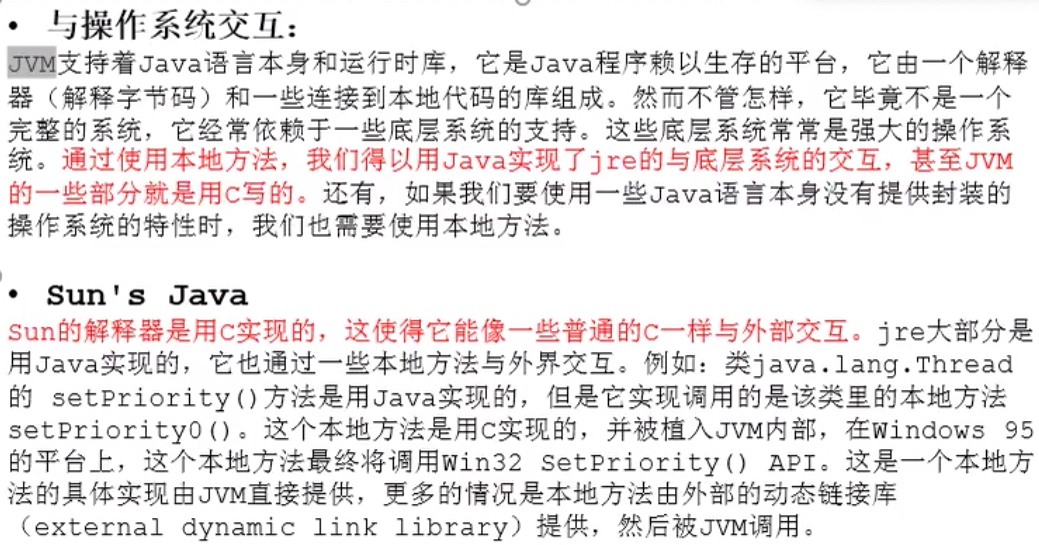 • 与操作系统交互：
JVM支持着Java语言本身和运行时库，它是Java程序赖以生存的平台，它由一个解释
器（解释字节码）和一些连接到本地代码的库组成。然而不管怎样，它毕竟不是一个
完整的系统，它经常依赖于一些底层系统的支持。这些底层系统常常是强大的操作系
统。通过使用本地方法，我们得以用Java实现了jre的与底层系统的交互，甚至JVM
的一些部分就是用C写的。还有，如果我们要使用一些Java语言本身没有提供封装的
操作系统的特性时，我们也需要使用本地方法。
• Sun's Java
Sun的解释器是用C实现的，这使得它能像一些普通的C一样与外部交互。jre大部分是
用Java实现的，它也通过一些本地方法与外界交互。例如：类java.lang.Thread
的 setPriority()方法是用Java实现的，但是它实现调用的是该类里的本地方法
setPriority0()。这个本地方法是用C实现的，并被植入JVM内部，在Windows 95
的平台上，这个本地方法最终将调用Win32 SetPriority() API。这是一个本地方
法的具体实现由JVM直接提供，更多的情况是本地方法由外部的动态链接库
（external dynamic link library）提供，然后被JVM调用。